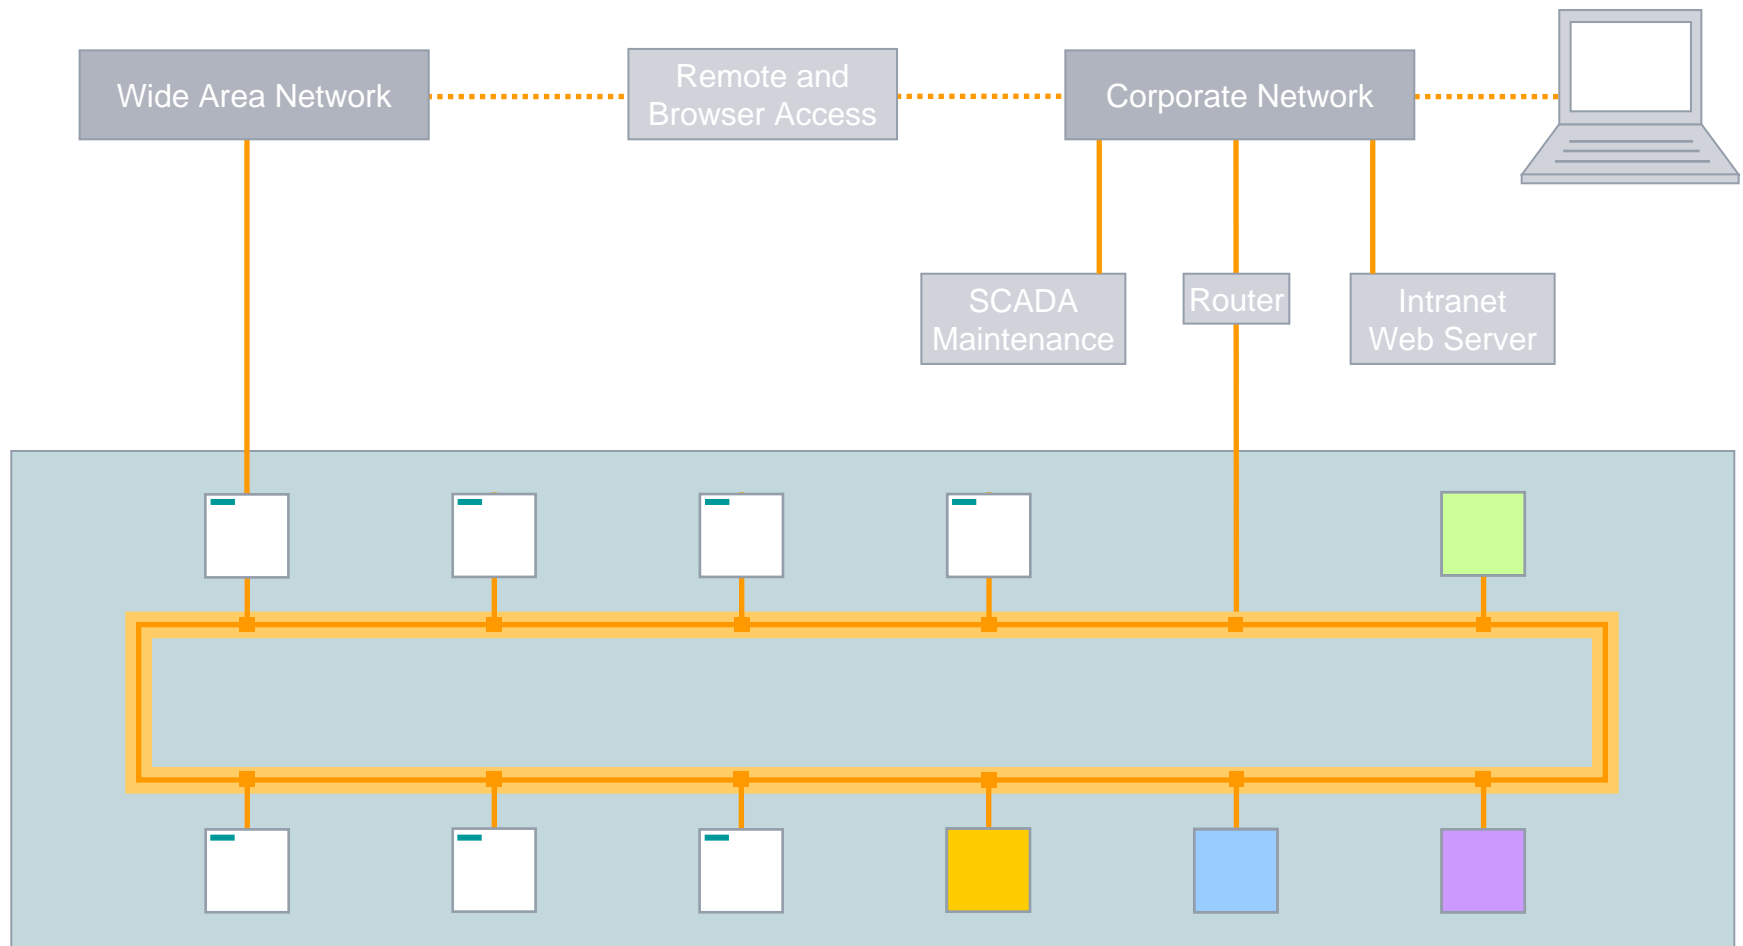 Wide Area Network
Remote and
Browser Access
Corporate Network
SCADA
Maintenance
Router
Intranet
Web Server